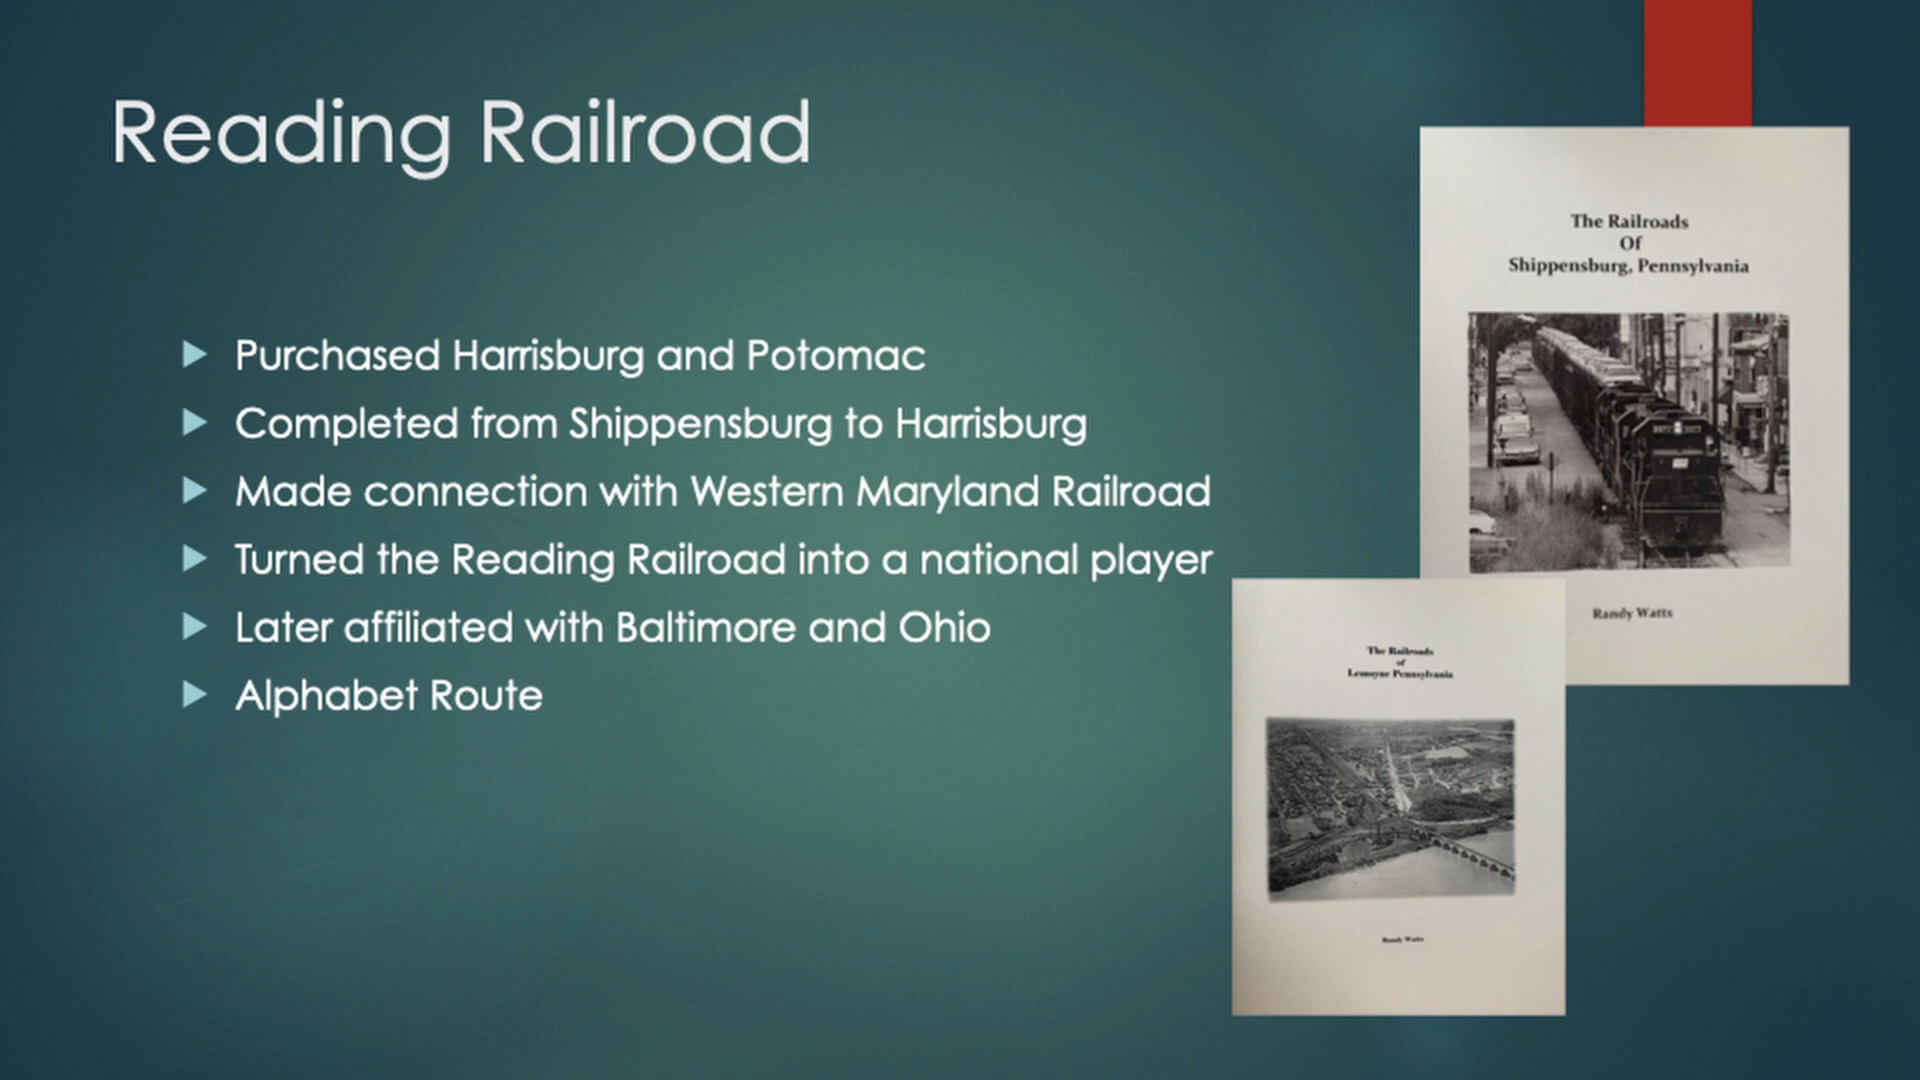 Reading Railroad
Purchased Harrisburg and Potomac
Completed from Shippensburg to Harrisburg
Made connection with Western Maryland Railroad
Turned the Reading Railroad into a national player
Later affiliated with Baltimore and Ohio
Alphabet Route
The Railroads
Of
Shippensburg, Pennsylvania
Randy Watts
The Railroads
of
Lemoyne Pennsylvania
Randy Watts